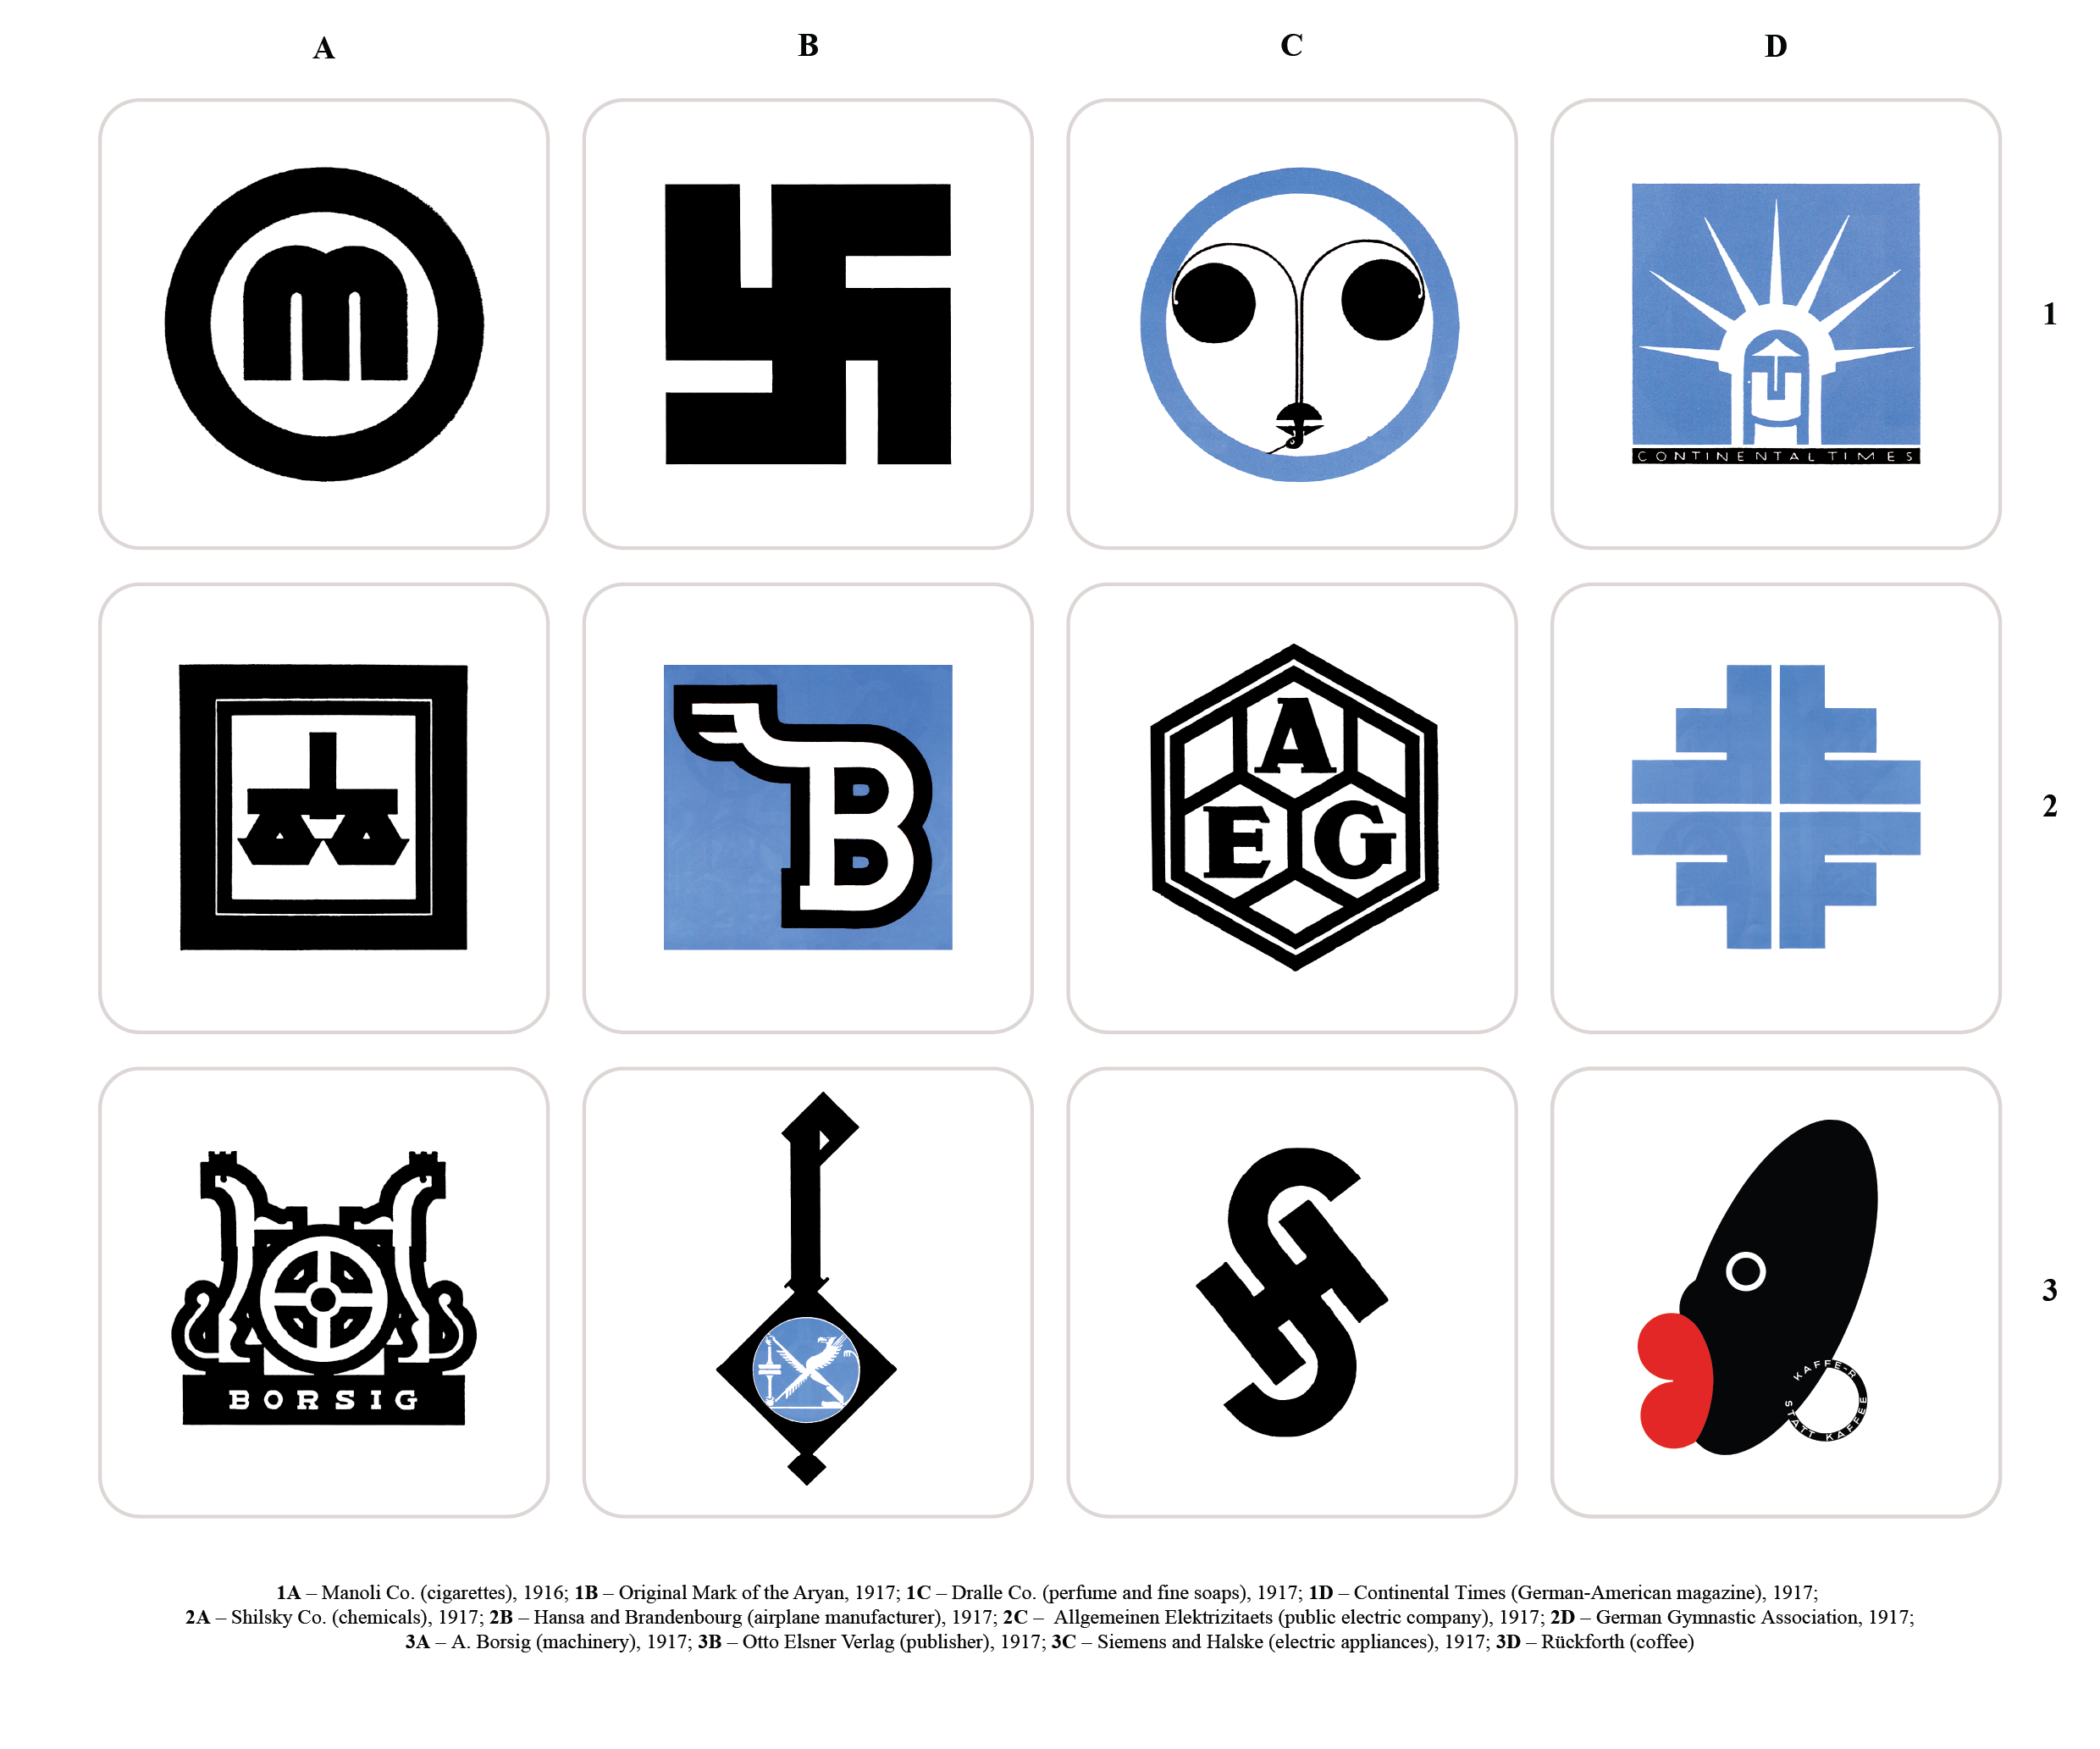 A B C D
m
1
CONTINENTAL TIMES
B
A
E G
2
BORSIG
3
KAFFE-R
STATT KAFFEE
1A – Manoli Co. (cigarettes), 1916; 1B – Original Mark of the Aryan, 1917; 1C – Dralle Co. (perfume and fine soaps), 1917; 1D – Continental Times (German-American magazine), 1917;
2A – Shilsky Co. (chemicals), 1917; 2B – Hansa and Brandenbourg (airplane manufacturer), 1917; 2C – Allgemeinen Elektrizitaets (public electric company), 1917; 2D – German Gymnastic Association, 1917;
3A – A. Borsig (machinery), 1917; 3B – Otto Elsner Verlag (publisher), 1917; 3C – Siemens and Halske (electric appliances), 1917; 3D – Rückforth (coffee)